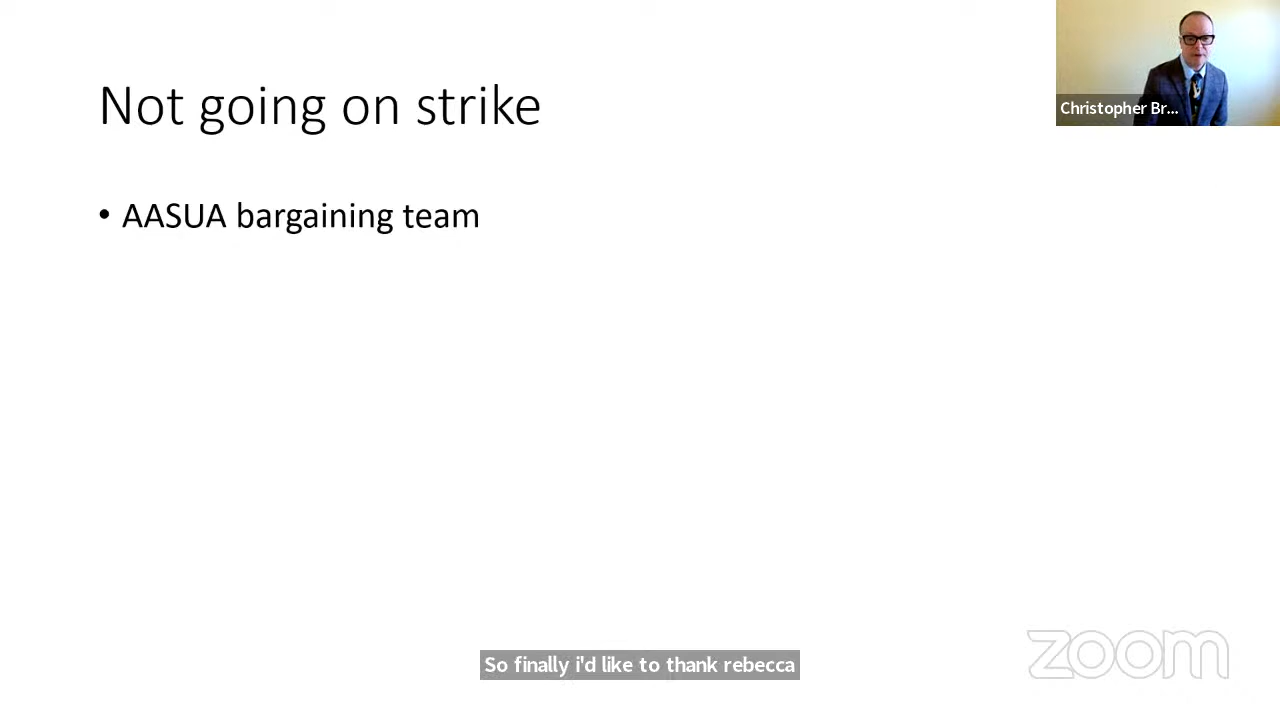 Not going on strike
Christopher Br...
• AASUA bargaining team
So finally i'd like to thank rebecca
zoom